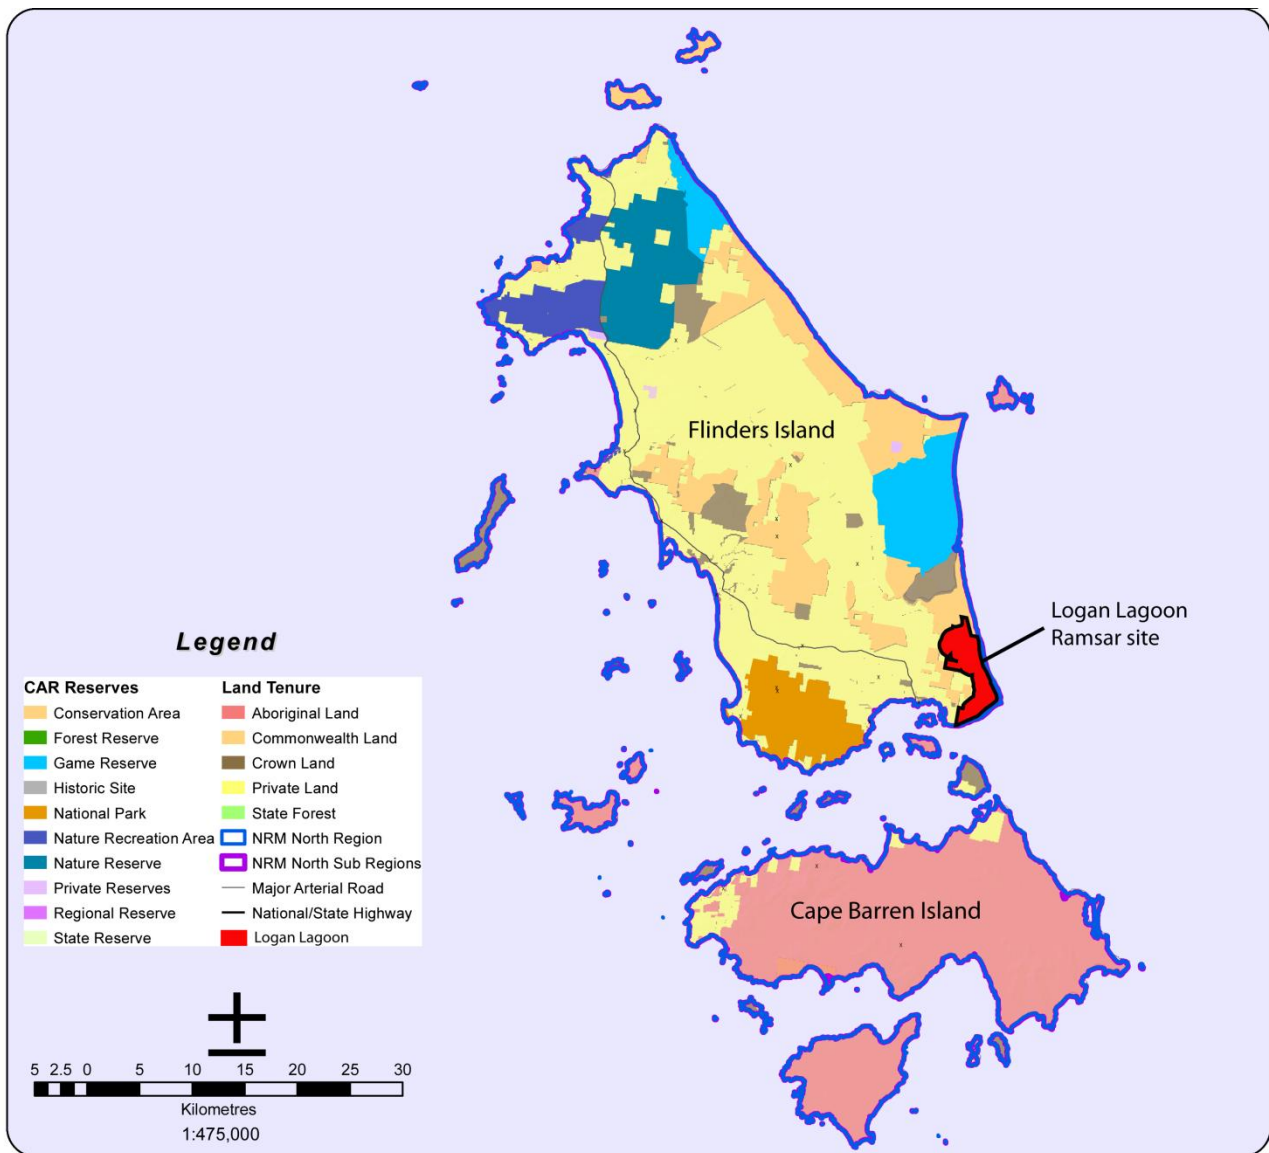 Flinders Island
Logan Lagoon
Ramsar site
Cape Barren Island
Legend
CAR Reserves
Conservation Area
Forest Reserve
Game Reserve
Historic Site
National Park
Nature Recreation Area
Nature Reserve
Private Reserves
Regional Reserve
State Reserve
Land Tenure
Aboriginal Land
Commonwealth Land
Crown Land
Private Land
State Forest
NRM North Region
NRM North Sub Regions
Major Arterial Road
National/State Highway
Logan Lagoon
5 2.5 0 5 10 15 20 25 30
Kilometres
1:475,000